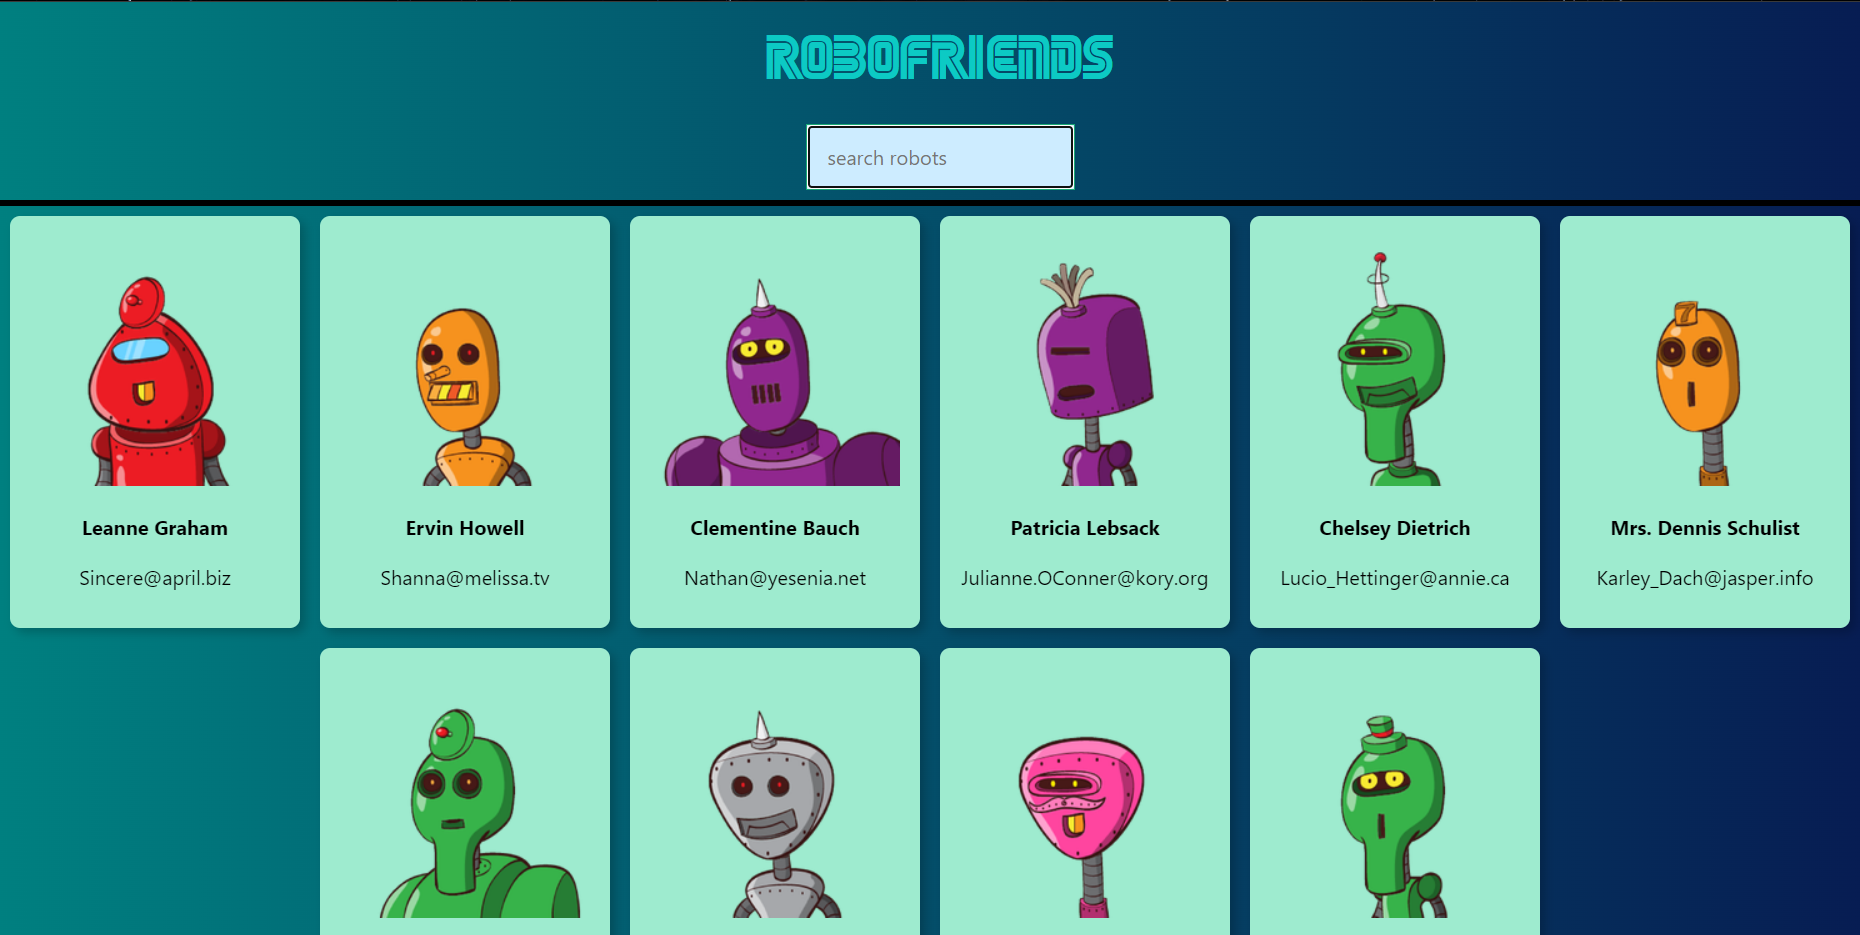 ROBOFRIENDS
search robots
7
Leanne Graham
Ervin Howell
Clementine Bauch
Patricia Lebsack
Chelsey Dietrich
Mrs. Dennis Schulist
Sincere@april.biz
Shanna@melissa.tv
Nathan@yesenia.net
Julianne.OConner@kory.org
Lucio_Hettinger@annie.ca
Karley_Dach@jasper.info